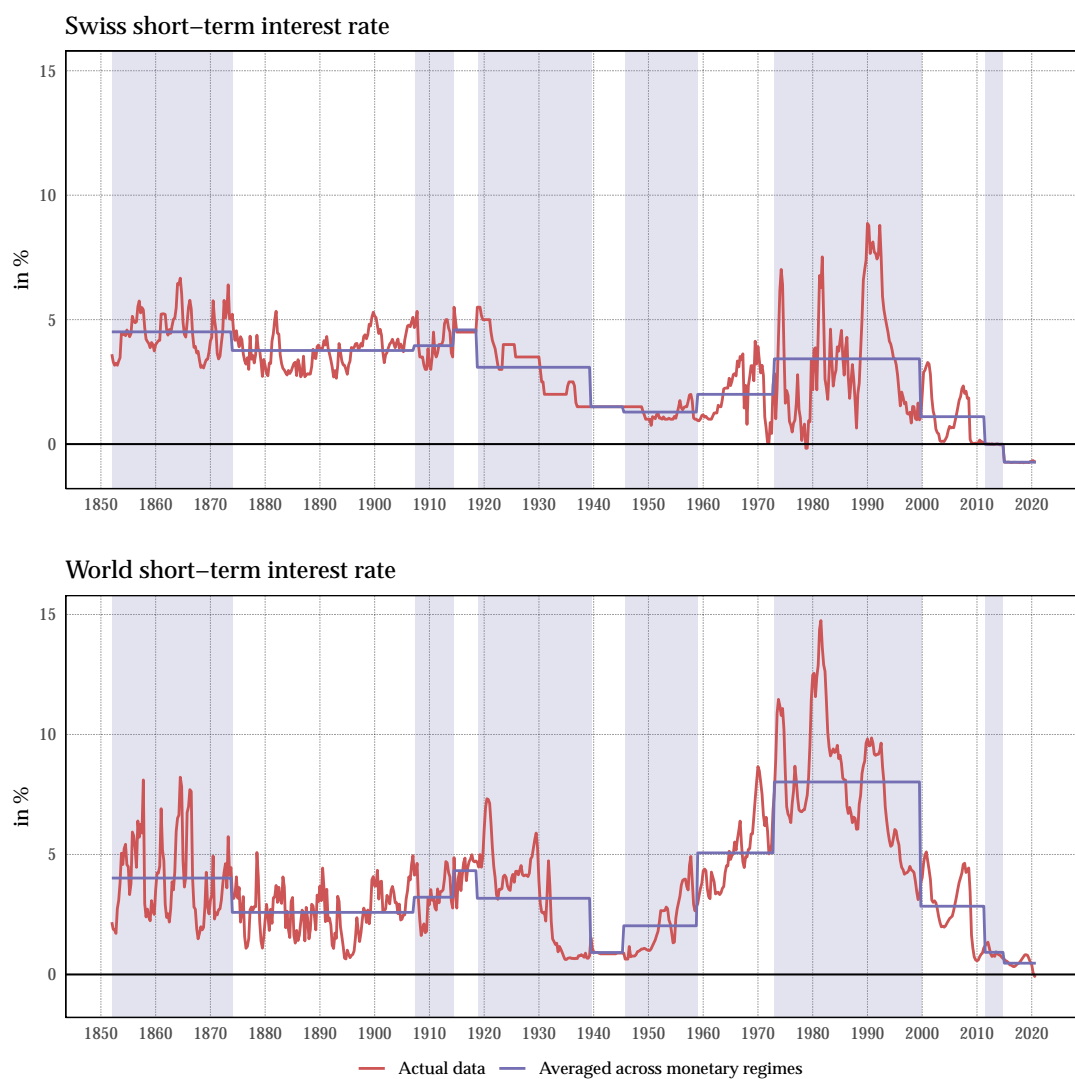 Swiss short–term interest rate
15
10
5
0
in %
1850 1860 1870 1880 1890 1900 1910 1920 1930 1940 1950 1960 1970 1980 1990 2000 2010 2020
World short–term interest rate
15
10
5
0
in %
1850 1860 1870 1880 1890 1900 1910 1920 1930 1940 1950 1960 1970 1980 1990 2000 2010 2020
Actual data Averaged across monetary regimes